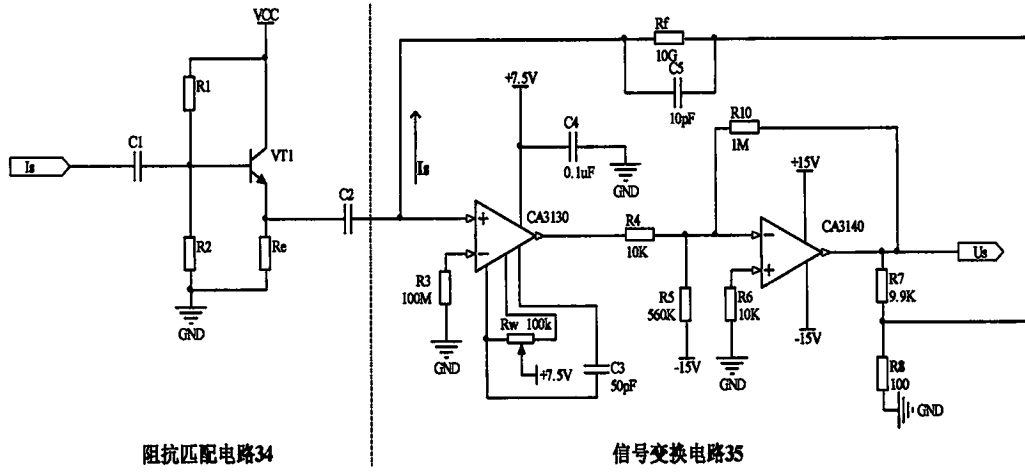 VCC
R1
C1
Is
VT1
C2
R2
Re
GND
Is
Rf
10G
C5
10pF
+7.5V
C4
0.1uF
GND
R10
1M
+15V
CA3130
R4
10K
CA3140
Us
R3
100M
GND
Rw
100k
+7.5V
C3
50pF
R5
560K
-15V
R6
10K
GND
-15V
R7
9.9K
R8
100
GND
阻抗匹配电路34
信号变换电路35